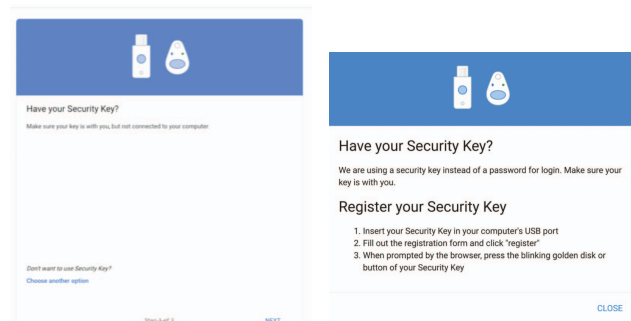 Have your Security Key?
Make sure your key is with you, but not connected to your computer
Don't want to use Security Key?
Choose another option
Step of 3
NEXT
Have your Security Key?
We are using a security key instead of a password for login. Make sure your
key is with you.
Register your Security Key
1. Insert your Security Key in your computer's USB port
2. Fill out the registration form and click "register"
3. When prompted by the browser, press the blinking golden disk or
button of your Security Key
CLOSE